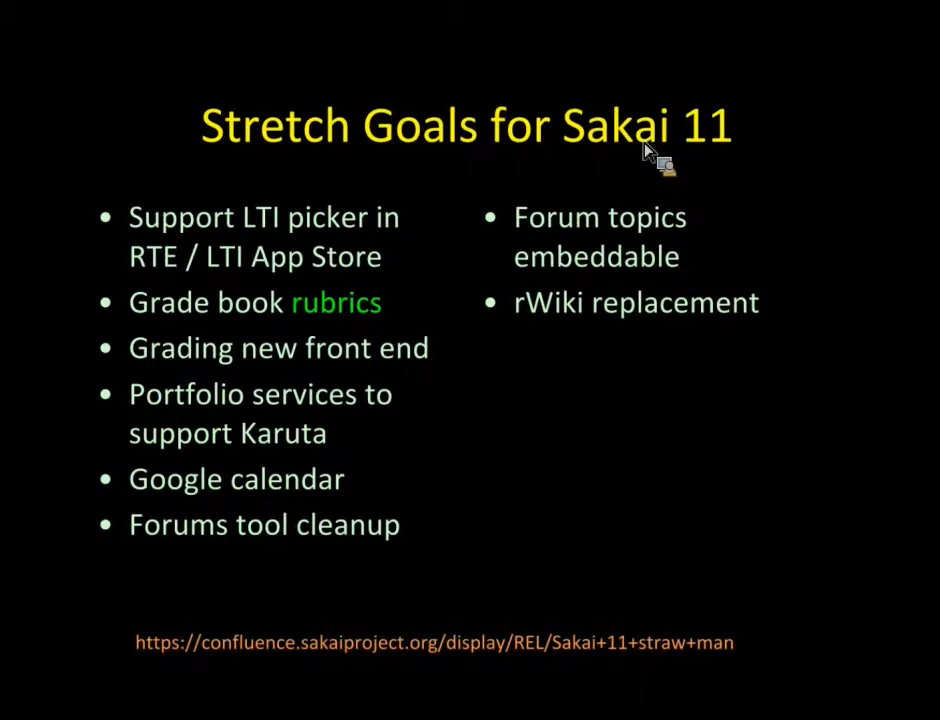 Stretch Goals for Sakai 11
• Support LTI picker in
RTE / LTI App Store
• Grade book rubrics
• Grading new front end
• Portfolio services to
support Karuta
• Google calendar
• Forums tool cleanup
• Forum topics
embeddable
• rWiki replacement
https://confluence.sakaiproject.org/display/REL/Sakai+11+straw+man